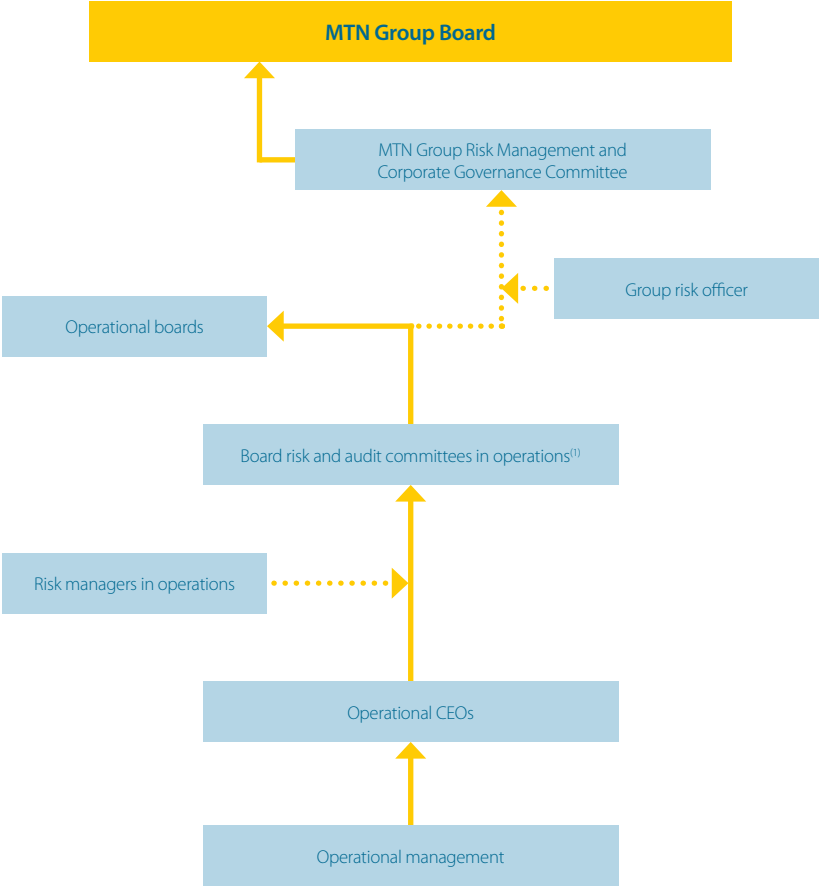 MTN Group Board
MTN Group Risk Management and
Corporate Governance Committee
Group risk officer
Operational boards
Board risk and audit committees in operations(1)
Risk managers in operations
Operational CEOs
Operational management